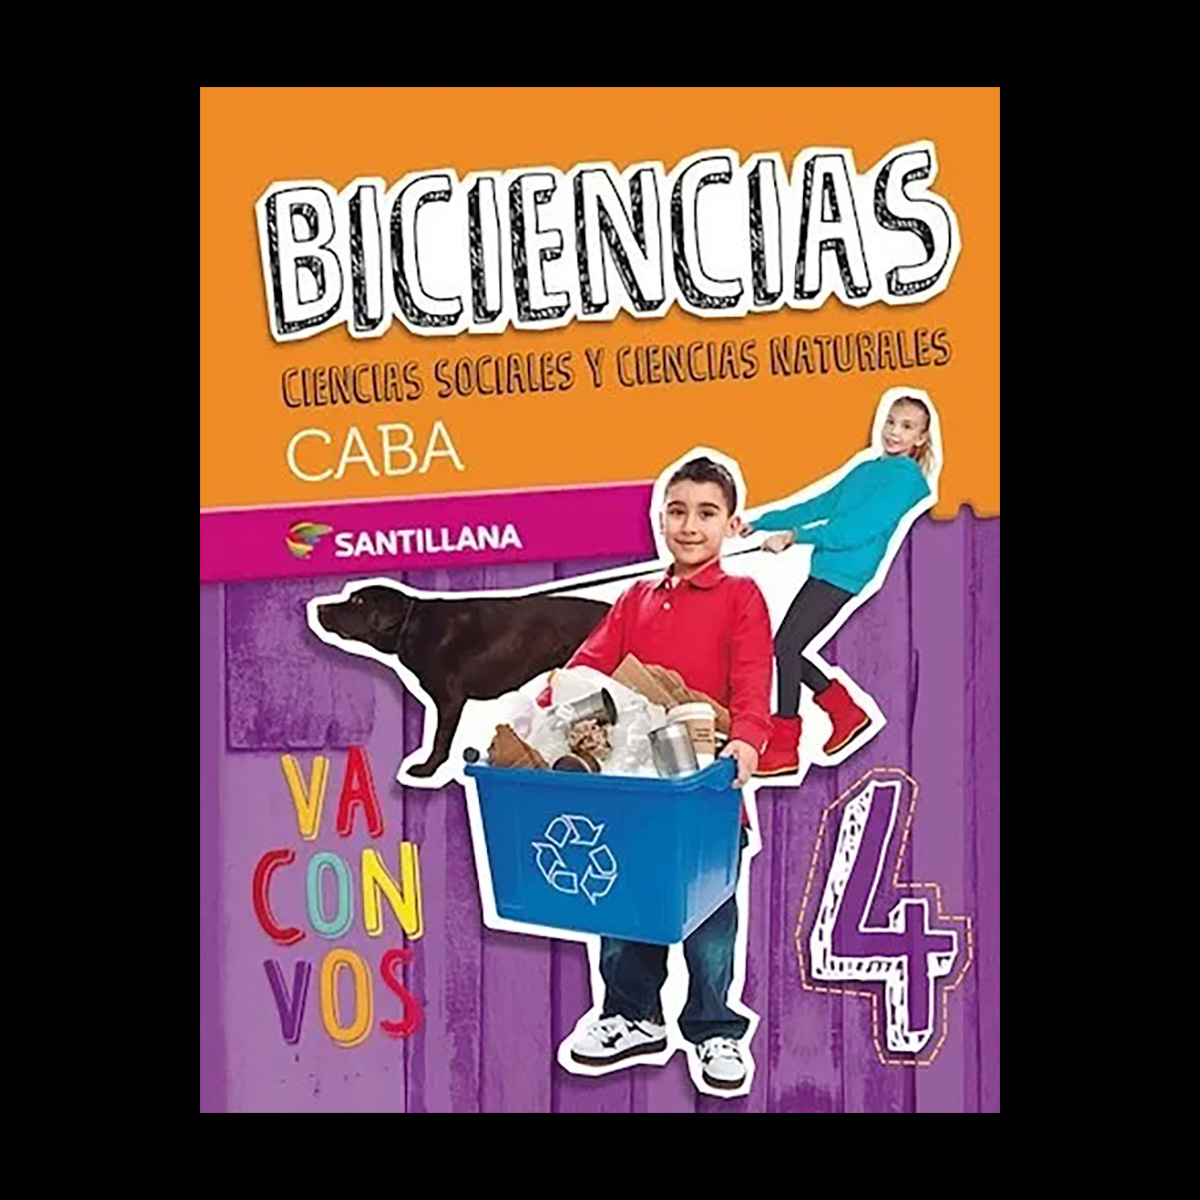 BICIENCIAS
CIENCIAS SOCIALES Y CIENCIAS NATURALES
CABA
SANTILLANA
VA
CON
VOS
4